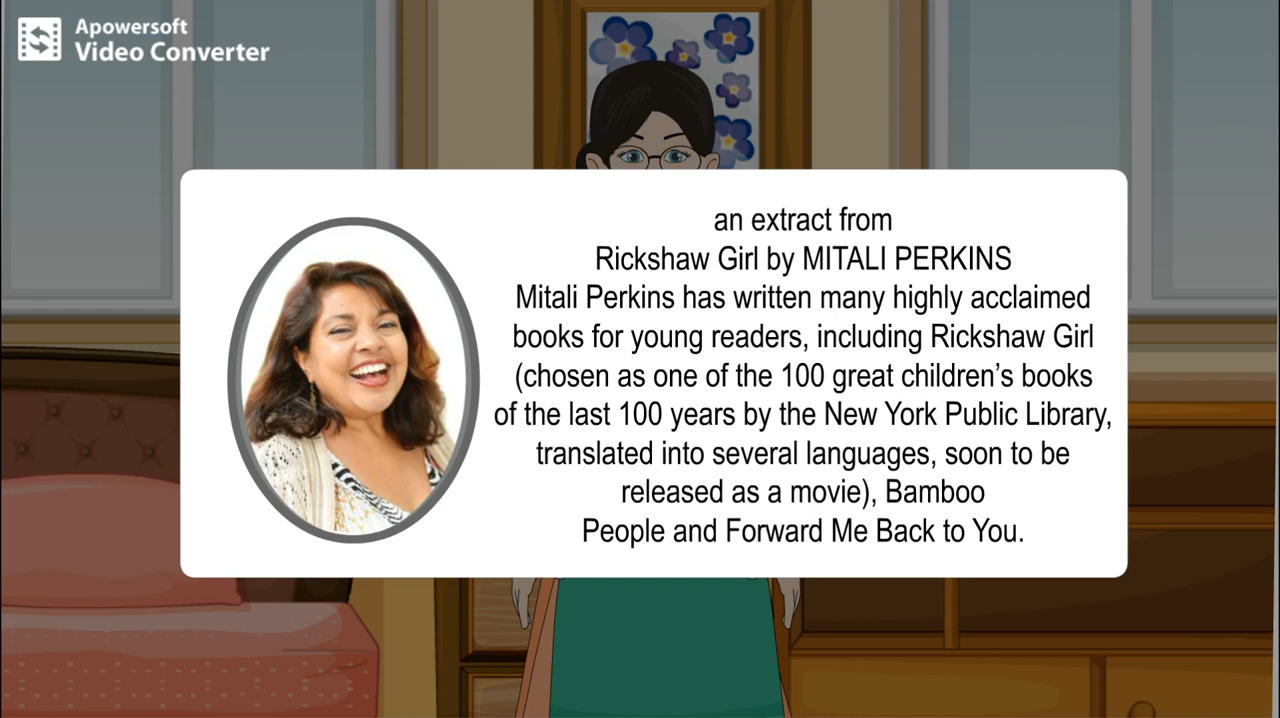 Apowersoft
Video Converter
an extract from
Rickshaw Girl by MITALI PERKINS
Mitali Perkins has written many highly acclaimed
books for young readers, including Rickshaw Girl
(chosen as one of the 100 great children’s books
of the last 100 years by the New York Public Library,
translated into several languages, soon to be
released as a movie), Bamboo
People and Forward Me Back to You.